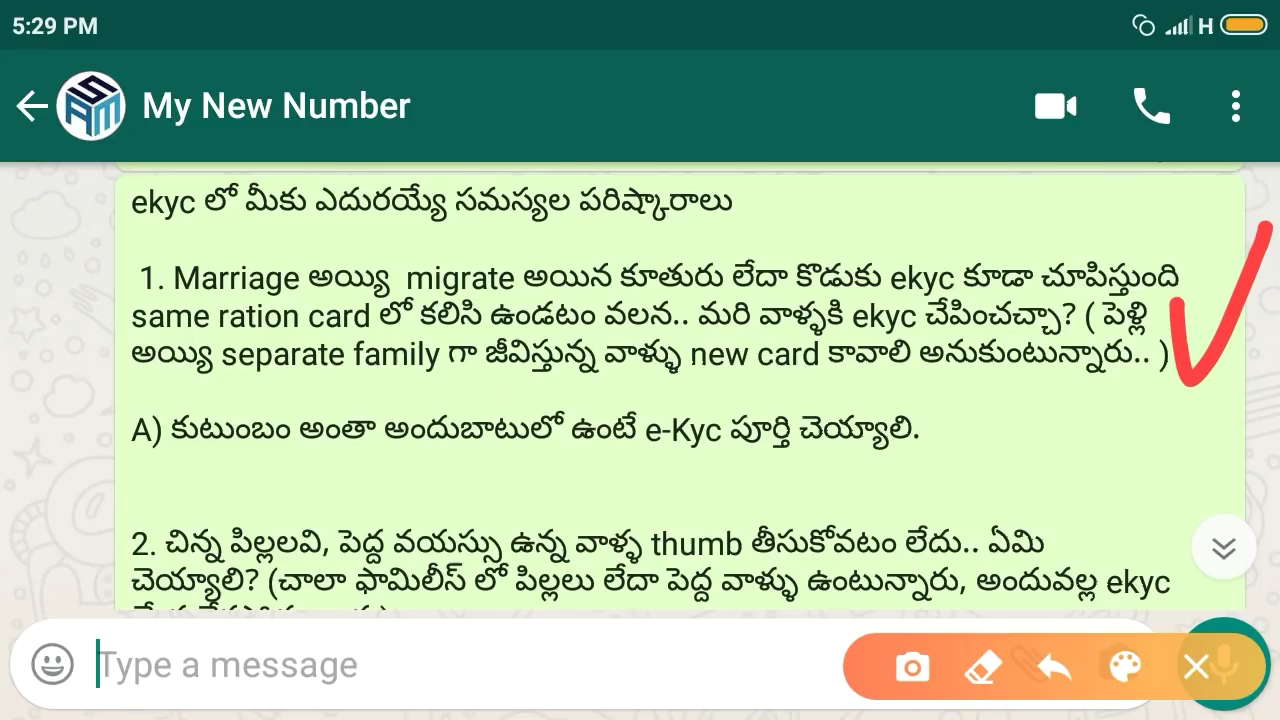 5:29 PM
H
SAM
My New Number
ekyc లో మీకు ఎదురయ్యే సమస్యల పరిష్కారాలు
1. Marriage అయ్యి migrate అయిన కూతురు లేదా కొడుకు ekyc కూడా చూపిస్తుంది
same ration card లో కలిసి ఉండటం వలన.. మరి వాళ్ళకి ekyc చేపించచ్చా? ( పెళ్లి
అయ్యి separate family గా జీవిస్తున్న వాళ్ళు new card కావాలి అనుకుంటున్నారు.. )
A) కుటుంబం అంతా అందుబాటులో ఉంటే e-Kyc పూర్తి చెయ్యాలి.
2. చిన్న పిల్లలవి, పెద్ద వయస్సు ఉన్న వాళ్ళ thumb తీసుకోవటం లేదు.. ఏమి
చెయ్యాలి? (చాలా ఫామిలీస్ లో పిల్లలు లేదా పెద్ద వాళ్ళు ఉంటున్నారు, అందువల్ల ekyc
Type a message